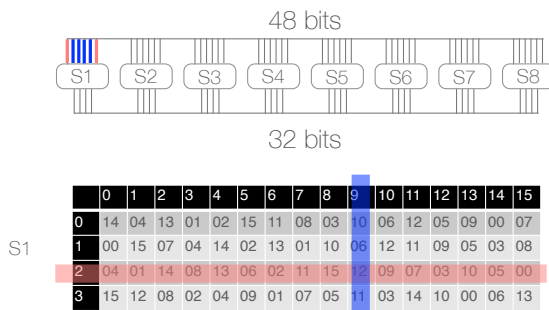 48 bits
S1 S2 S3 S4 S5 S6 S7 S8
32 bits
0 1 2 3 4 5 6 7 8 9 10 11 12 13 14 15
0 14 04 13 01 02 15 11 08 03 10 06 12 05 09 00 07
S1 1 00 15 07 04 14 02 13 01 10 06 12 11 09 05 03 08
2 04 01 14 08 13 06 02 11 15 12 09 07 03 10 05 00
3 15 12 08 02 04 09 01 07 05 11 03 14 10 00 06 13